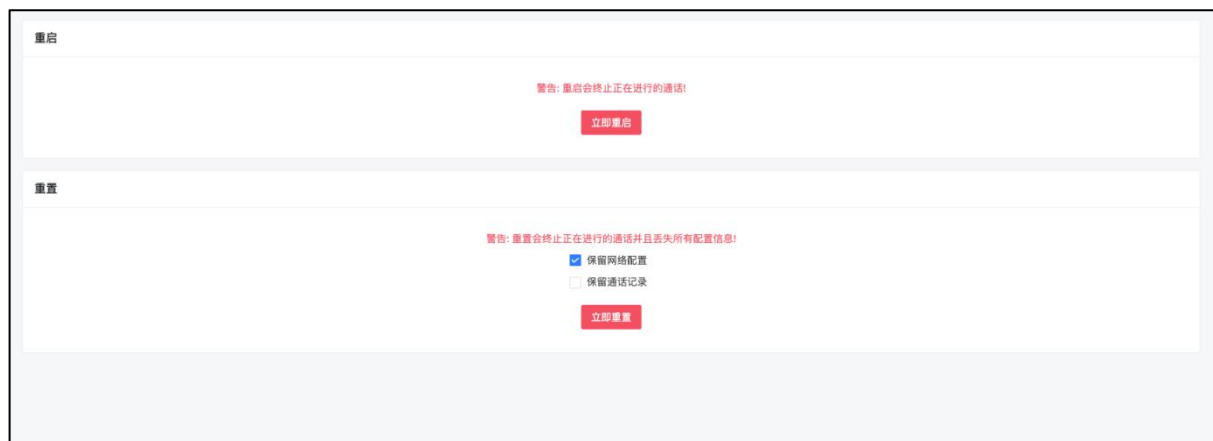 重启
警告: 重启会终止正在进行的通话!
立即重启
重置
警告: 重置会终止正在进行的通话并且丢失所有配置信息!
保留网络配置
保留通话记录
立即重置